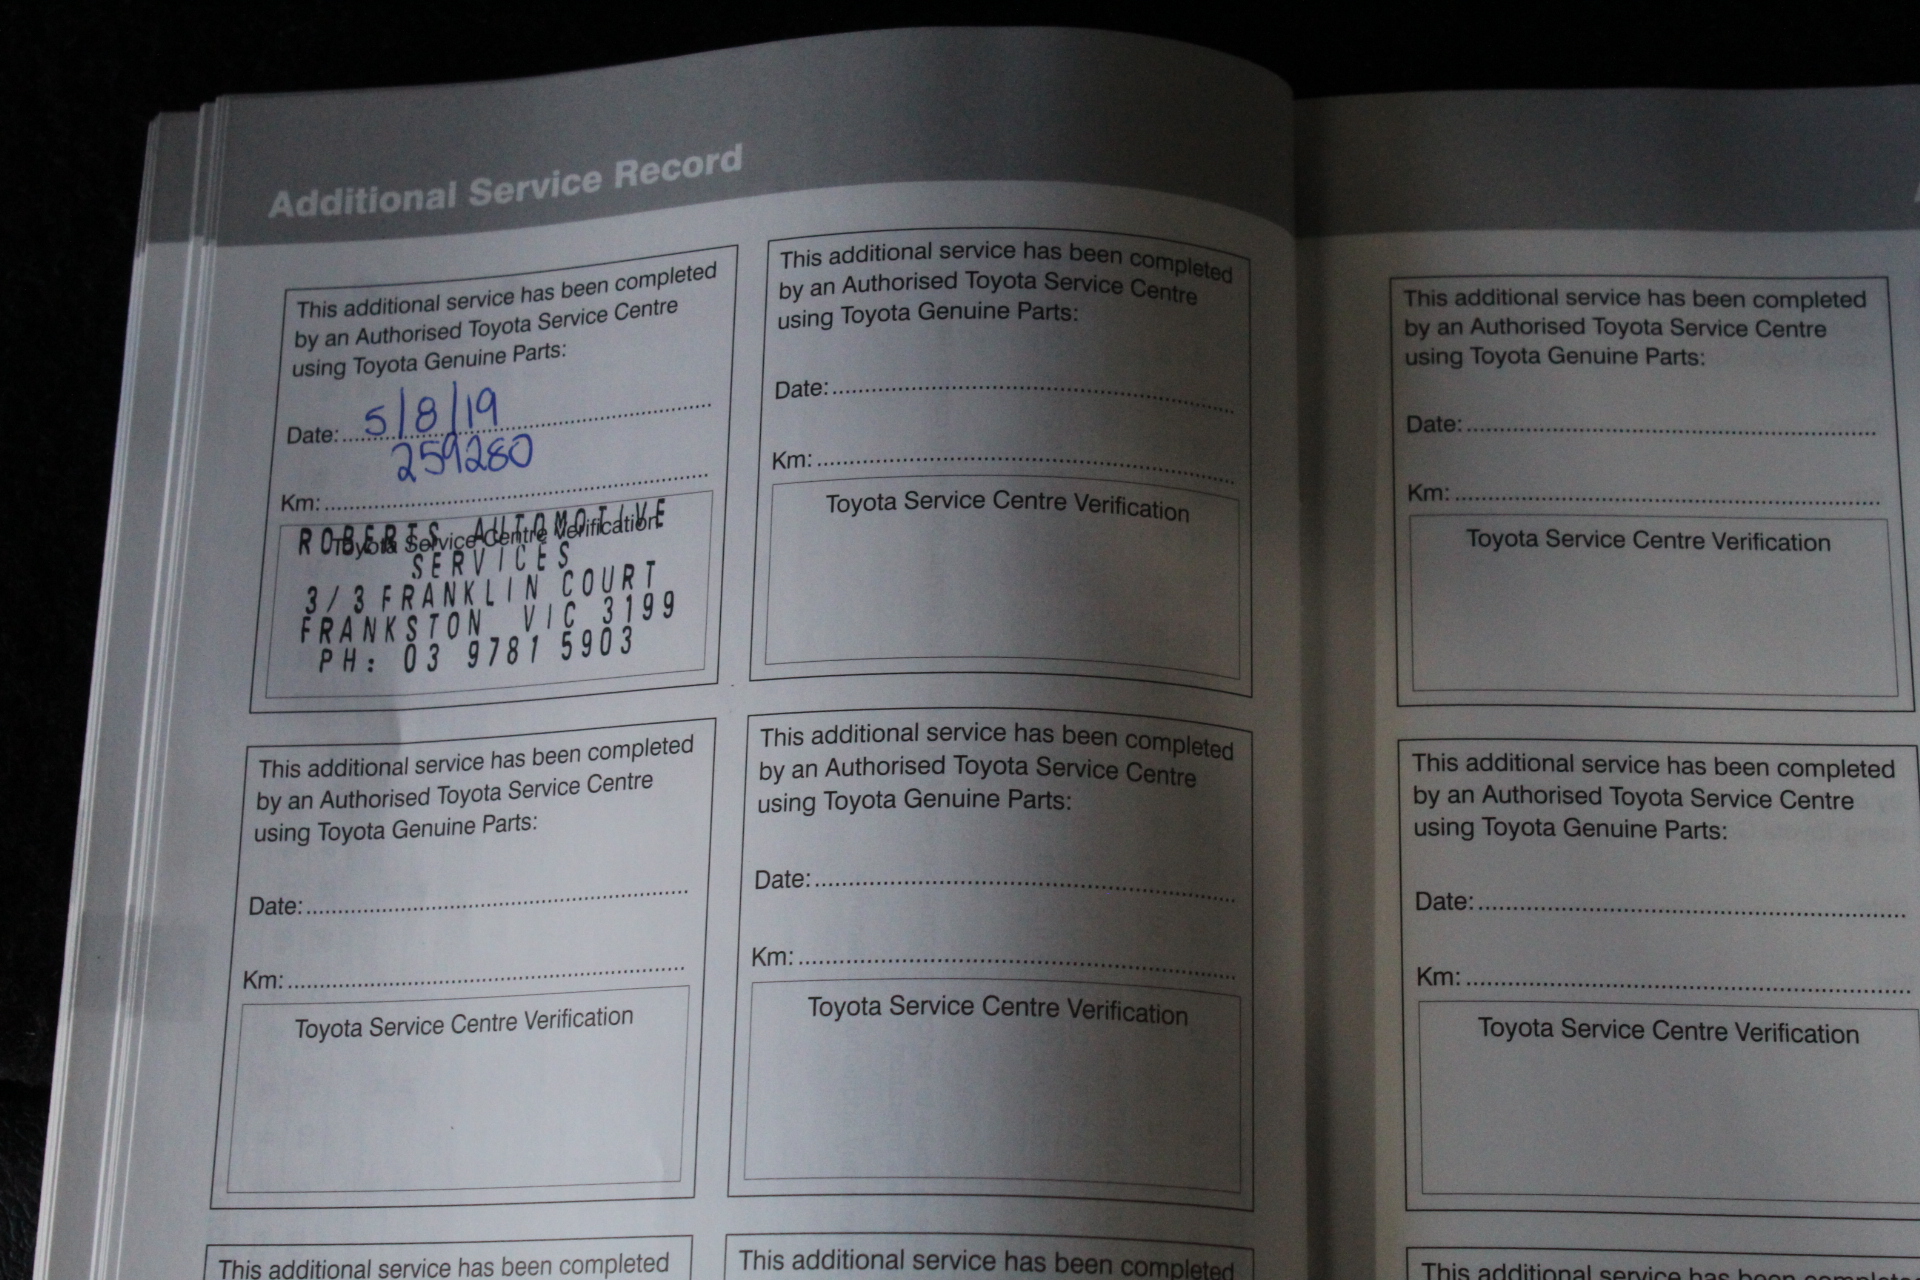 Additional Service Record
This additional service has been completed
by an Authorised Toyota Service Centre
using Toyota Genuine Parts:
Date: 5/8/19
259280
Km:
Toyota Service Centre Verification
ROBERTS AUTOMOTIVE
SERVICES
3/3 FRANKLIN COURT
FRANKSTON VIC 3199
PH: 03 9781 5903
This additional service has been completed
by an Authorised Toyota Service Centre
using Toyota Genuine Parts:
Date:
Km:
Toyota Service Centre Verification
This additional service has been completed
by an Authorised Toyota Service Centre
using Toyota Genuine Parts:
Date:
Km:
Toyota Service Centre Verification
This additional service has been completed
by an Authorised Toyota Service Centre
using Toyota Genuine Parts:
Date:
Km:
Toyota Service Centre Verification
This additional service has been completed
This additional service has been completed
This additional service has been completed
by an Authorised Toyota Service Centre
using Toyota Genuine Parts:
Date:
Km:
Toyota Service Centre Verification
This additional service has been completed
by an Authorised Toyota Service Centre
using Toyota Genuine Parts:
Date:
Km:
Toyota Service Centre Verification
This additional service has been